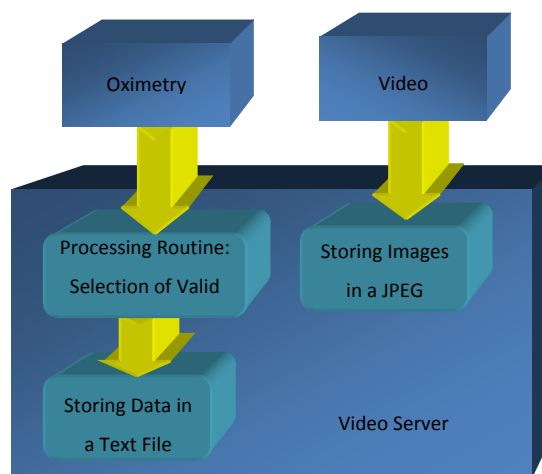 Oximetry
Video
Processing Routine:
Selection of Valid
Storing Images
in a JPEG
Storing Data in
a Text File
Video Server